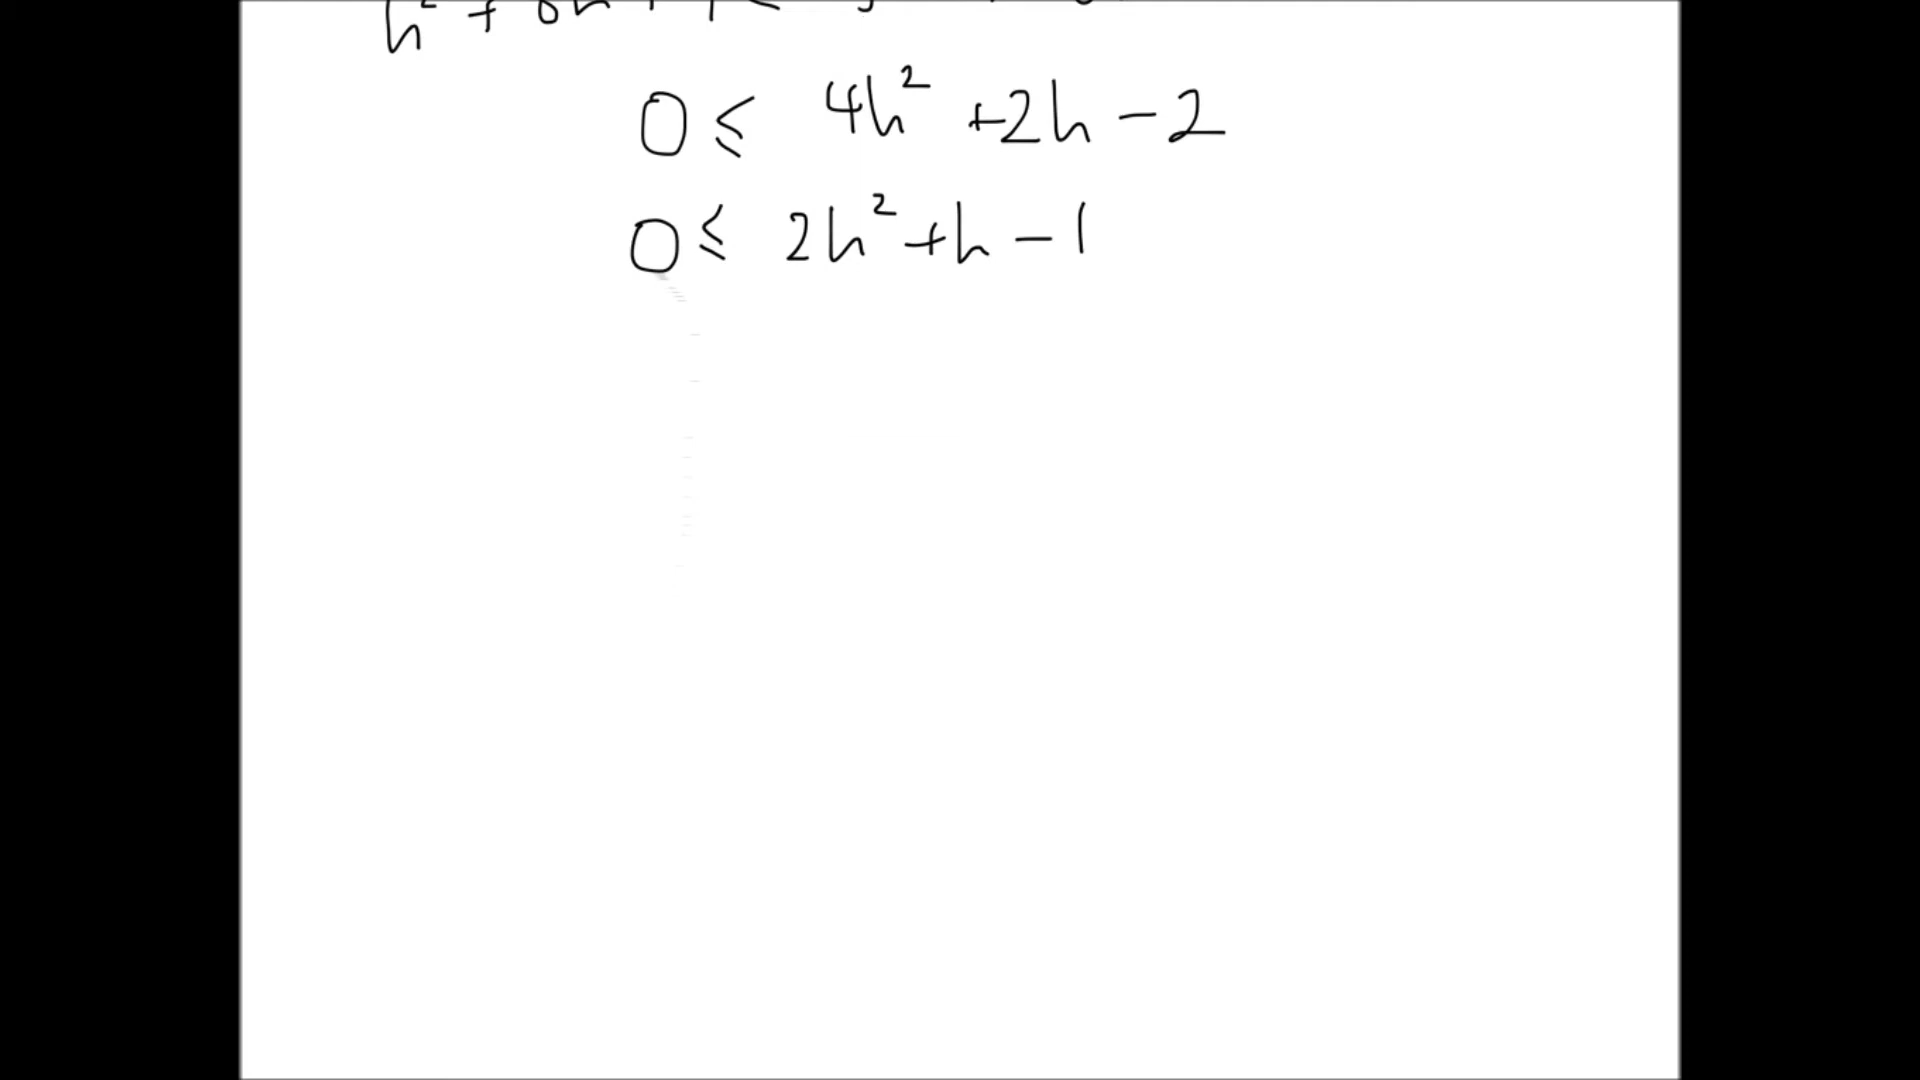 0 ≤ 4h² +2h - 2
0 ≤ 2h² + h - 1